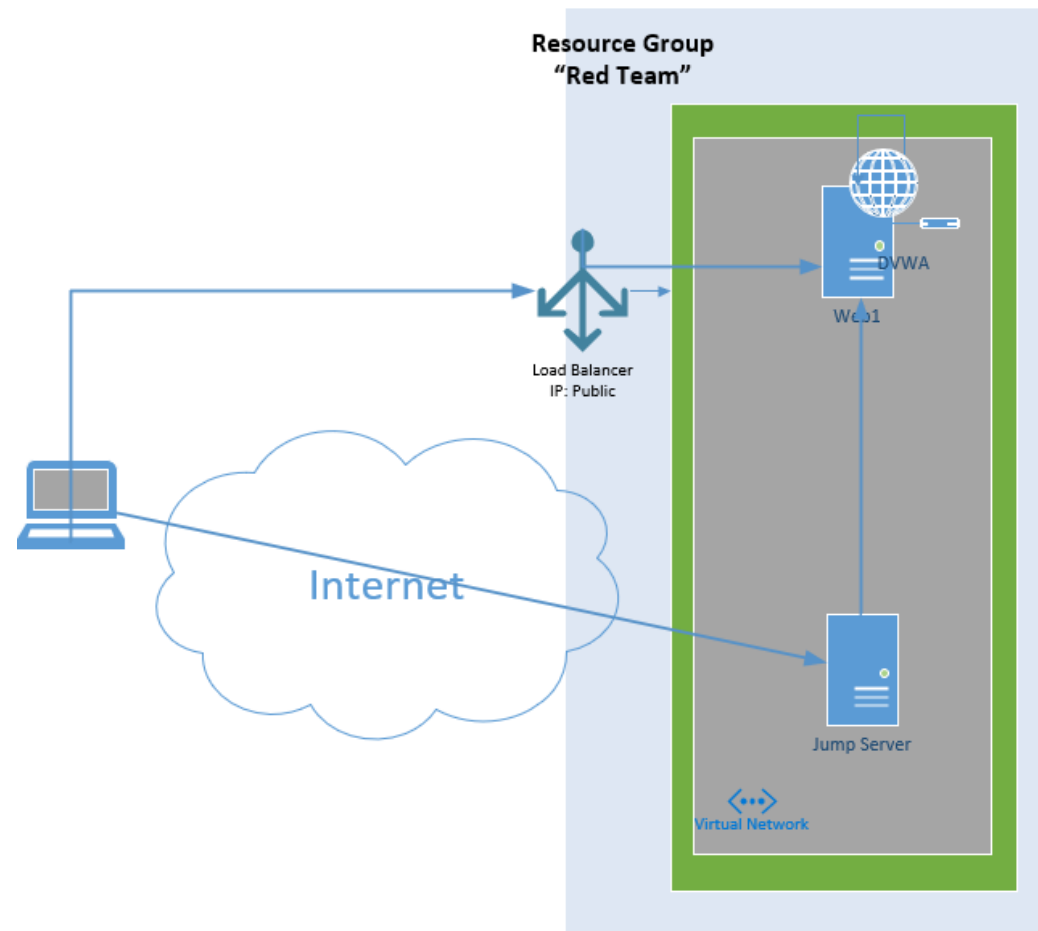 Resource Group
“Red Team”
DVWA
Web1
Load Balancer
IP: Public
Internet
Jump Server
Virtual Network